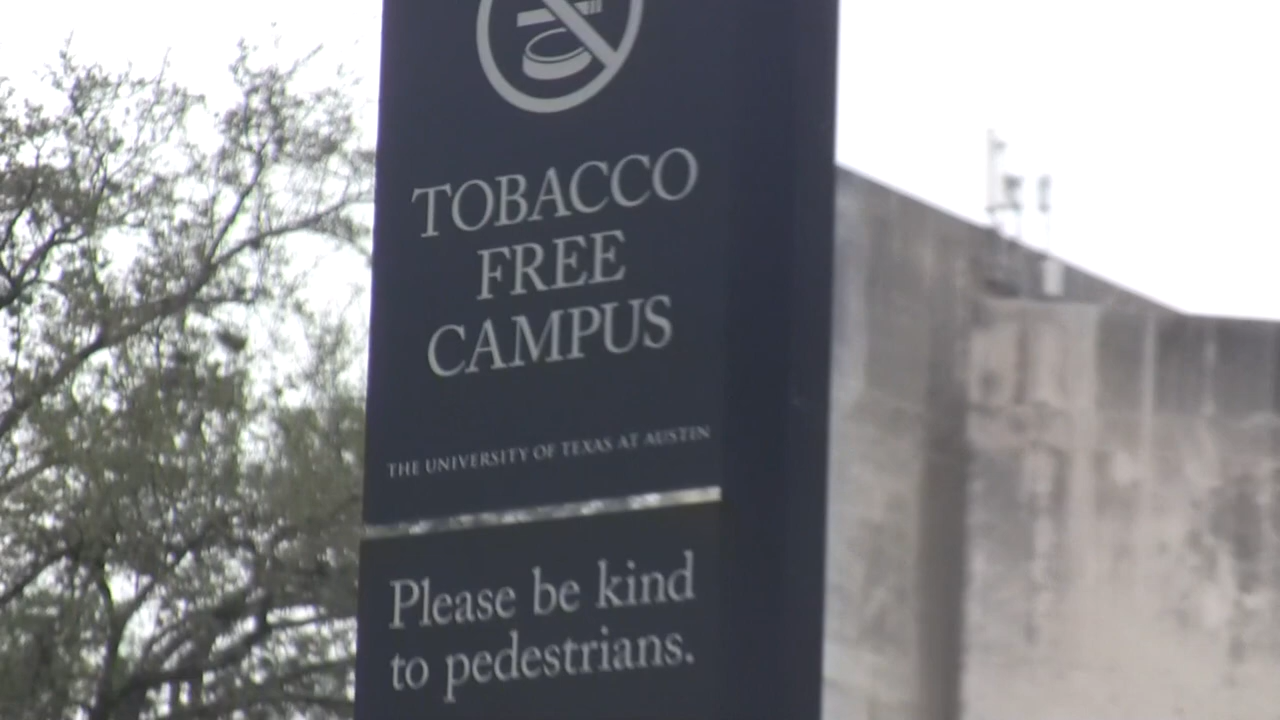 TOBACCO
FREE
CAMPUS
THE UNIVERSITY OF TEXAS AT AUSTIN
Please be kind
to pedestrians.